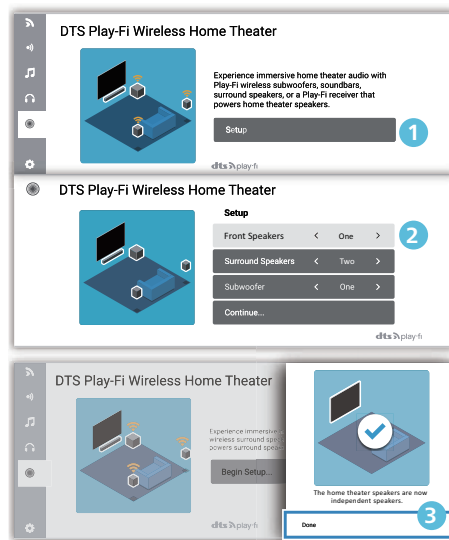 DTS Play-Fi Wireless Home Theater
Experience immersive home theater audio with
Play-Fi wireless subwoofers, soundbars,
surround speakers, or a Play-Fi receiver that
powers home theater speakers.
Setup
1
dts Play-Fi
DTS Play-Fi Wireless Home Theater
Setup
Front Speakers < One >
2
Surround Speakers < Two >
Subwoofer < One >
Continue...
dts Play-fi
DTS Play-Fi Wireless Home Theater
Experience immersive
wireless surround
powers surround
Begin Setup...
dts Play-fi
The home theater speakers are now
independent speakers.
Done
3